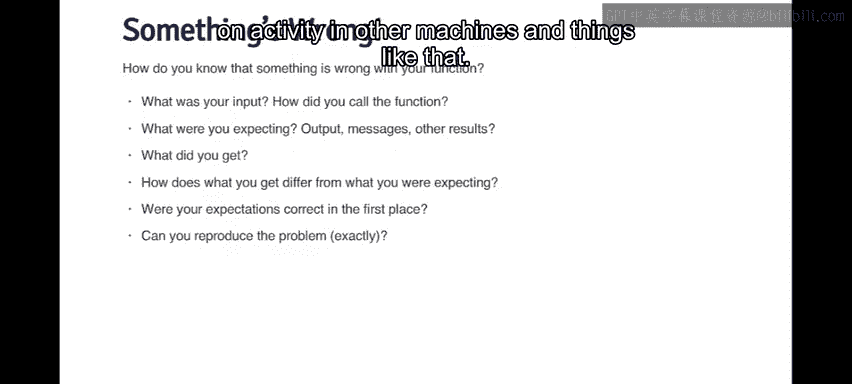 Something's Wrong!
on activity in other machines and things
like that.
How do you know that something is wrong with your function?
· What was your input? How did you call the function?
· What were you expecting? Output, messages, other results?
· What did you get?
· How does what you get differ from what you were expecting?
· Were your expectations correct in the first place?
· Can you reproduce the problem (exactly)?